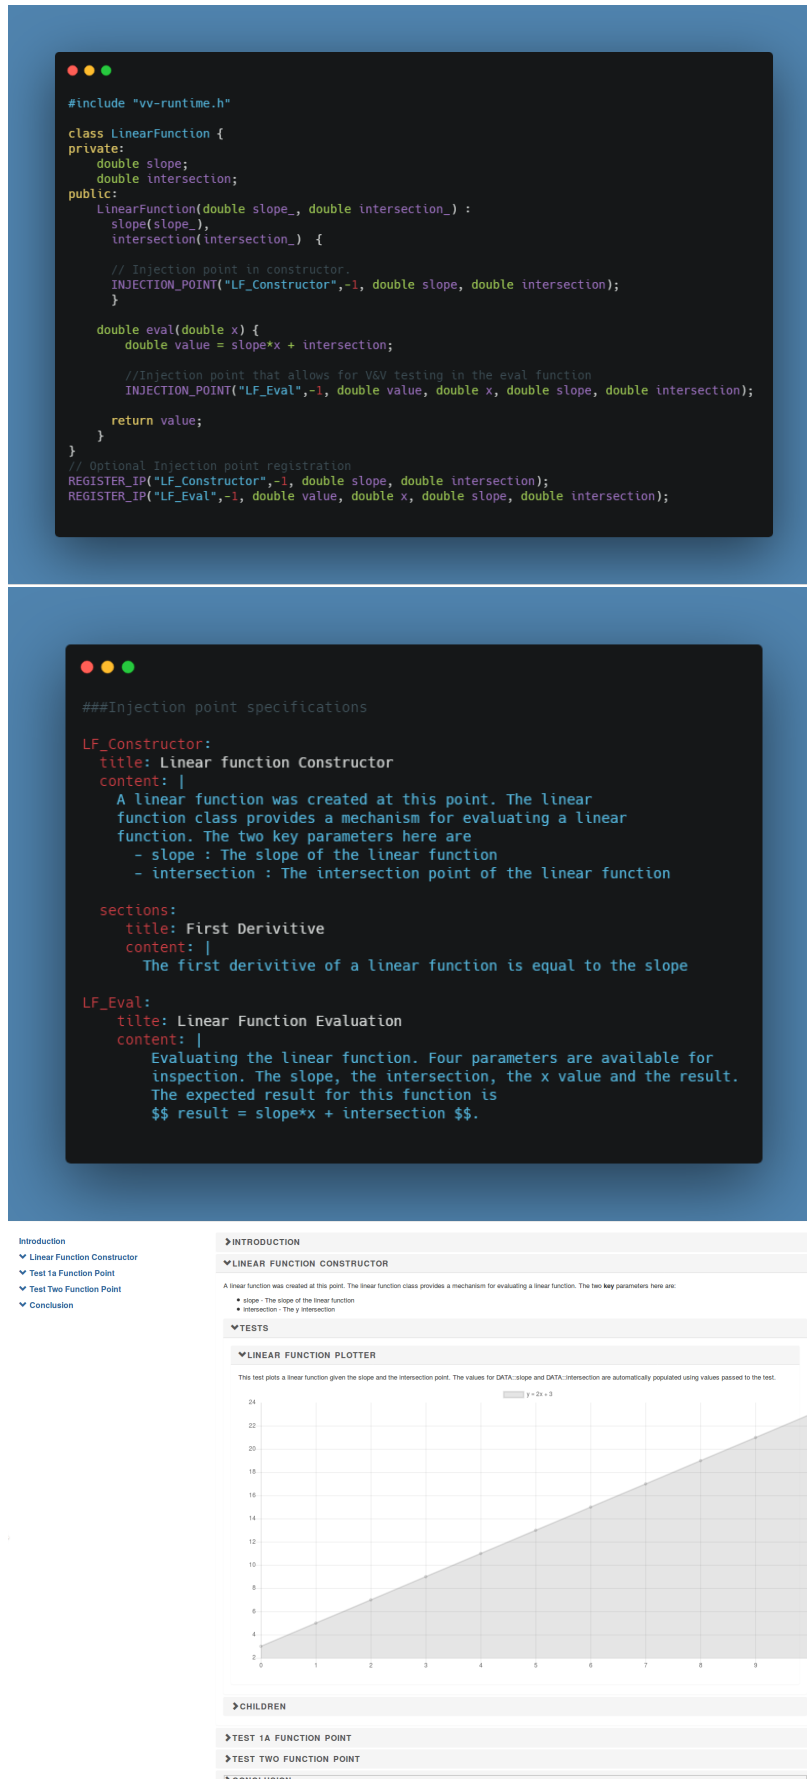 #include "vv-runtime.h"
class LinearFunction {
private:
double slope;
double intersection;
public:
LinearFunction(double slope_, double intersection_) :
slope(slope_),
intersection(intersection_)  {
// Injection point in constructor.
INJECTION_POINT("LF_Constructor",-1, double slope, double intersection);
}
double eval(double x) {
double value = slope*x + intersection;
//Injection point that allows for V&V testing in the eval function
INJECTION_POINT("LF_Eval",-1, double value, double x, double slope, double intersection);
return value;
}
}
// Optional Injection point registration
REGISTER_IP("LF_Constructor",-1, double slope, double intersection);
REGISTER_IP("LF_Eval",-1, double value, double x, double slope, double intersection);
###Injection point specifications
LF_Constructor:
title: Linear function Constructor
content: |
A linear function was created at this point. The linear
function class provides a mechanism for evaluating a linear
function. The two key parameters here are
- slope : The slope of the linear function
- intersection : The intersection point of the linear function
sections:
title: First Derivitive
content: |
The first derivitive of a linear function is equal to the slope
LF_Eval:
tilte: Linear Function Evaluation
content: |
Evaluating the linear function. Four parameters are available for
inspection. The slope, the intersection, the x value and the result.
The expected result for this function is
$$ result = slope*x + intersection $$.
Introduction
Linear Function Constructor
Test 1a Function Point
Test Two Function Point
Conclusion
INTRODUCTION
LINEAR FUNCTION CONSTRUCTOR
A linear function was created at this point. The linear function class provides a mechanism for evaluating a linear function. The two key parameters here are:
slope - The slope of the linear function
intersection - The y intersection
TESTS
LINEAR FUNCTION PLOTTER
This test plots a linear function given the slope and the intersection point. The values for DATA::slope and DATA::intersection are automatically populated using values passed to the test.
y = 2x + 3
24
22
20
18
16
14
12
10
8
6
4
2
0 1 2 3 4 5 6 7 8 9
CHILDREN
TEST 1A FUNCTION POINT
TEST TWO FUNCTION POINT
CONCLUSION